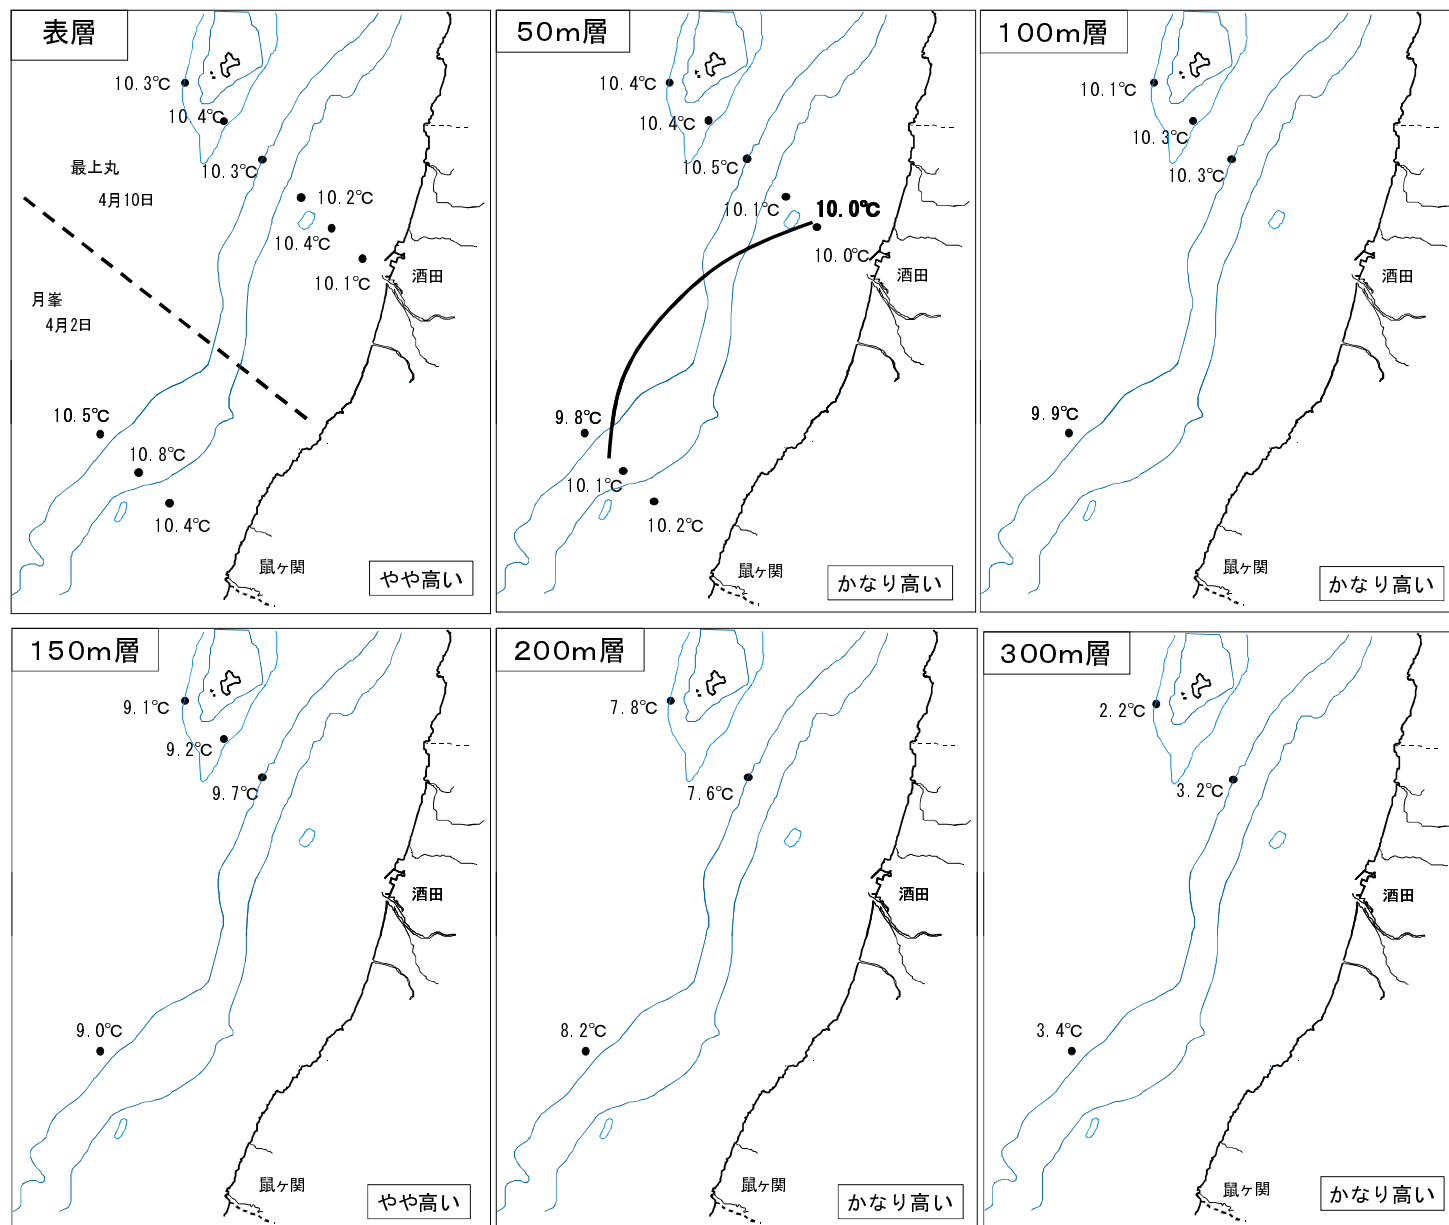 表層
10.3℃
10.4℃
10.3℃
最上丸
4月10日
10.2℃
10.4℃
10.1℃
酒田
月峯
4月2日
10.5℃
10.8℃
10.4℃
鼠ヶ関
やや高い
50m層
10.4℃
10.4℃
10.5℃
10.1℃
10.0℃
10.0℃
酒田
9.8℃
10.1℃
10.2℃
鼠ヶ関
かなり高い
100m層
10.1℃
10.3℃
10.3℃
酒田
9.9℃
鼠ヶ関
かなり高い
150m層
9.1℃
9.2℃
9.7℃
酒田
9.0℃
鼠ヶ関
やや高い
200m層
7.8℃
7.6℃
酒田
8.2℃
鼠ヶ関
かなり高い
300m層
2.2℃
3.2℃
酒田
3.4℃
鼠ヶ関
かなり高い